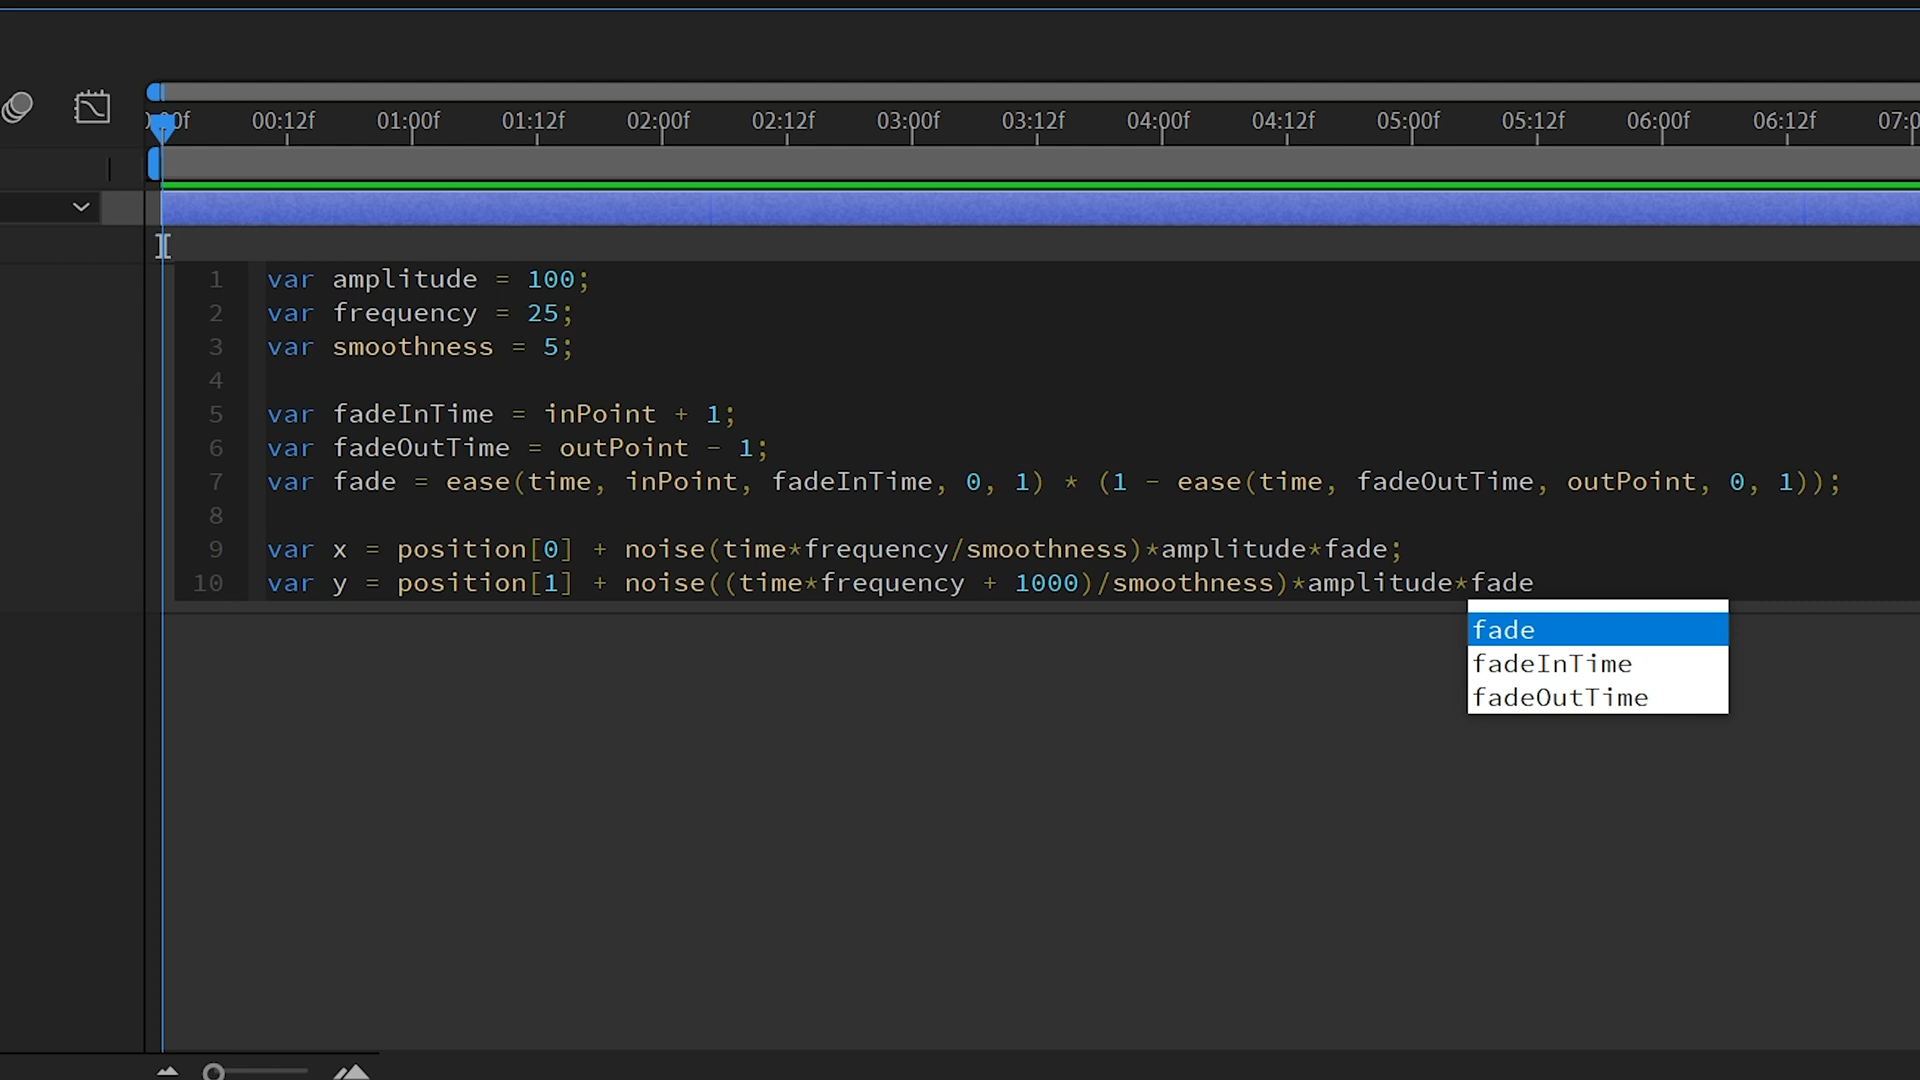 00:12f 01:00f 01:12f 02:00f 02:12f 03:00f 03:12f 04:00f 04:12f 05:00f 05:12f 06:00f 06:12f
1 var amplitude = 100;
2 var frequency = 25;
3 var smoothness = 5;
4
5 var fadeInTime = inPoint + 1;
6 var fadeOutTime = outPoint - 1;
7 var fade = ease(time, inPoint, fadeInTime, 0, 1) * (1 - ease(time, fadeOutTime, outPoint, 0, 1));
8
9 var x = position[0] + noise(time*frequency/smoothness)*amplitude*fade;
10 var y = position[1] + noise((time*frequency + 1000)/smoothness)*amplitude*fade
fade
fadeInTime
fadeOutTime